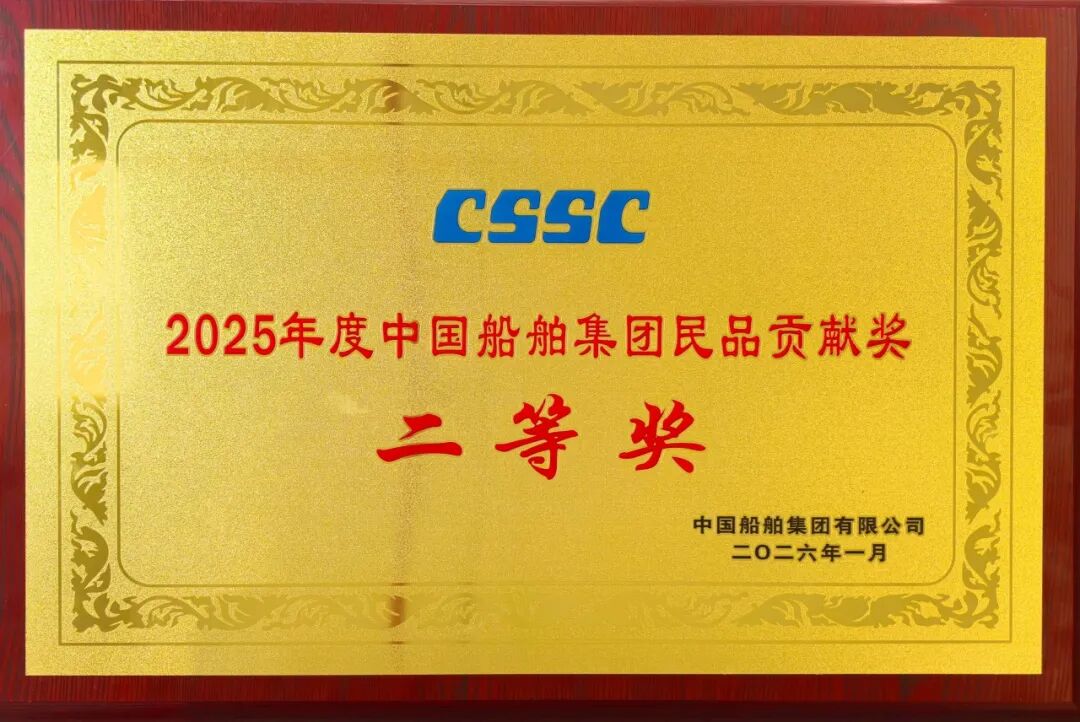 CSSC
2025年度中国船舶集团民品贡献奖
二等奖
中国船舶集团有限公司
二〇二六年一月